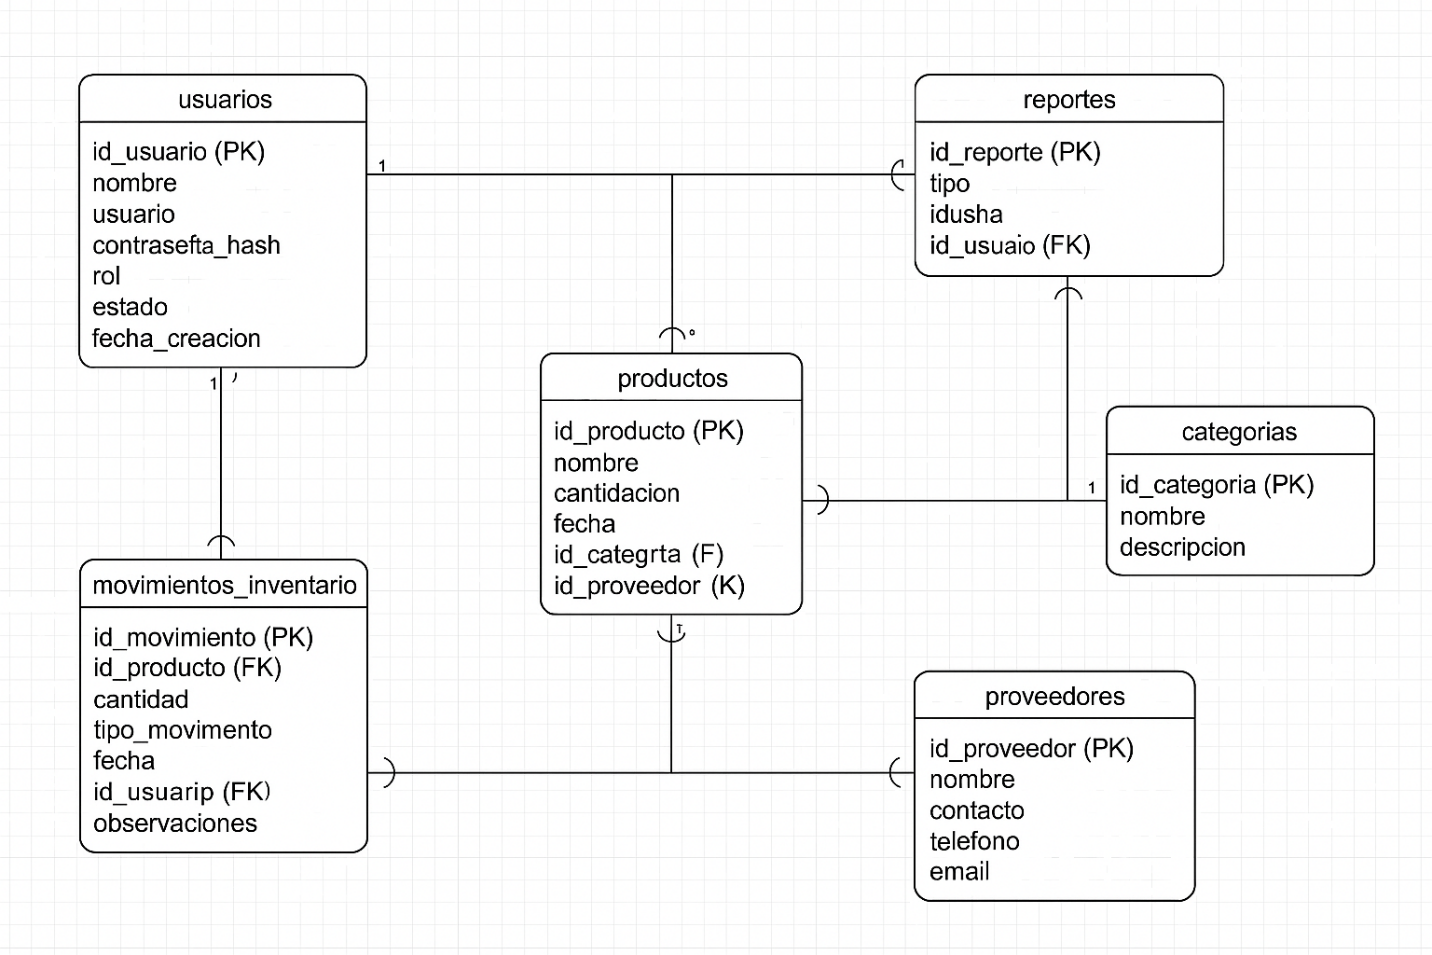 usuarios
id_usuario (PK)
nombre
usuario
contrasefta_hash
rol
estado
fecha_creacion
1
1
reportes
id_reporte (PK)
tipo
idusha
id_usuaio (FK)
productos
id_producto (PK)
nombre
cantidacion
fecha
id_categrta (F)
id_proveedor (K)
1
categorias
id_categoria (PK)
nombre
descripcion
movimientos_inventario
id_movimiento (PK)
id_producto (FK)
cantidad
tipo_movimento
fecha
id_usuarip (FK)
observaciones
proveedores
id_proveedor (PK)
nombre
contacto
telefono
email